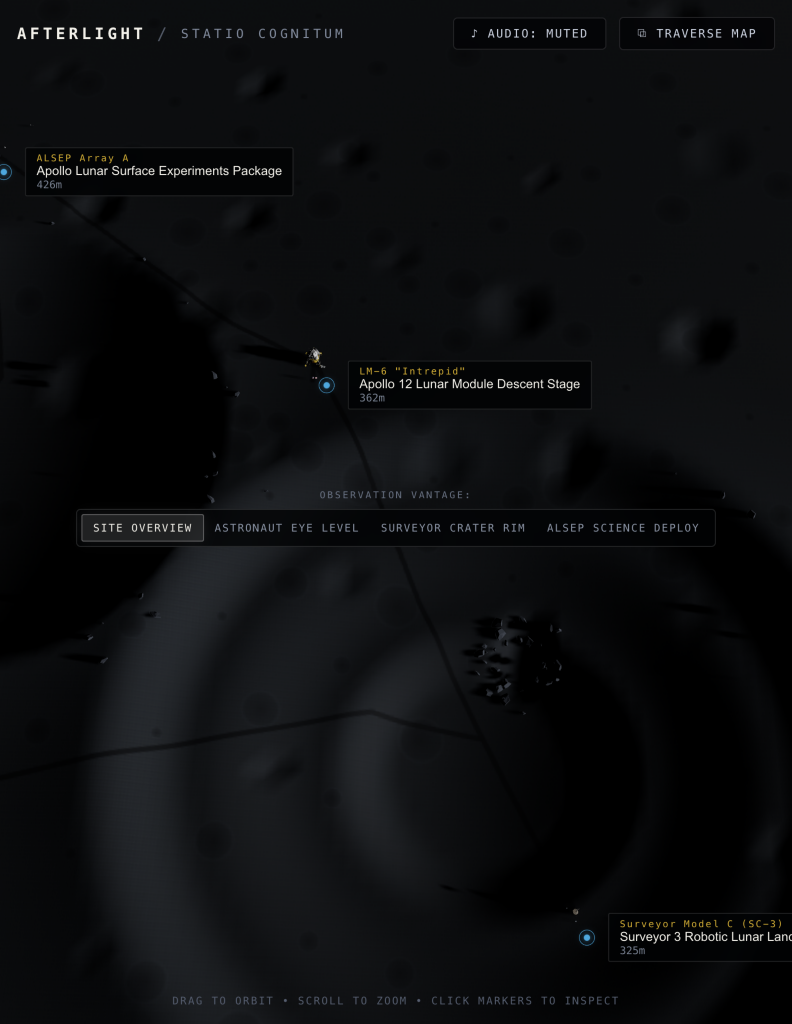 AFTERLIGHT / STATIO COGNITUM
♪ AUDIO: MUTED
TRAVERSE MAP
ALSEP Array A
Apollo Lunar Surface Experiments Package
426m
LM-6 "Intrepid"
Apollo 12 Lunar Module Descent Stage
362m
OBSERVATION VANTAGE:
SITE OVERVIEW ASTRONAUT EYE LEVEL SURVEYOR CRATER RIM ALSEP SCIENCE DEPLOY
Surveyor Model C (SC-3)
Surveyor 3 Robotic Lunar Land
325m
DRAG TO ORBIT • SCROLL TO ZOOM • CLICK MARKERS TO INSPECT